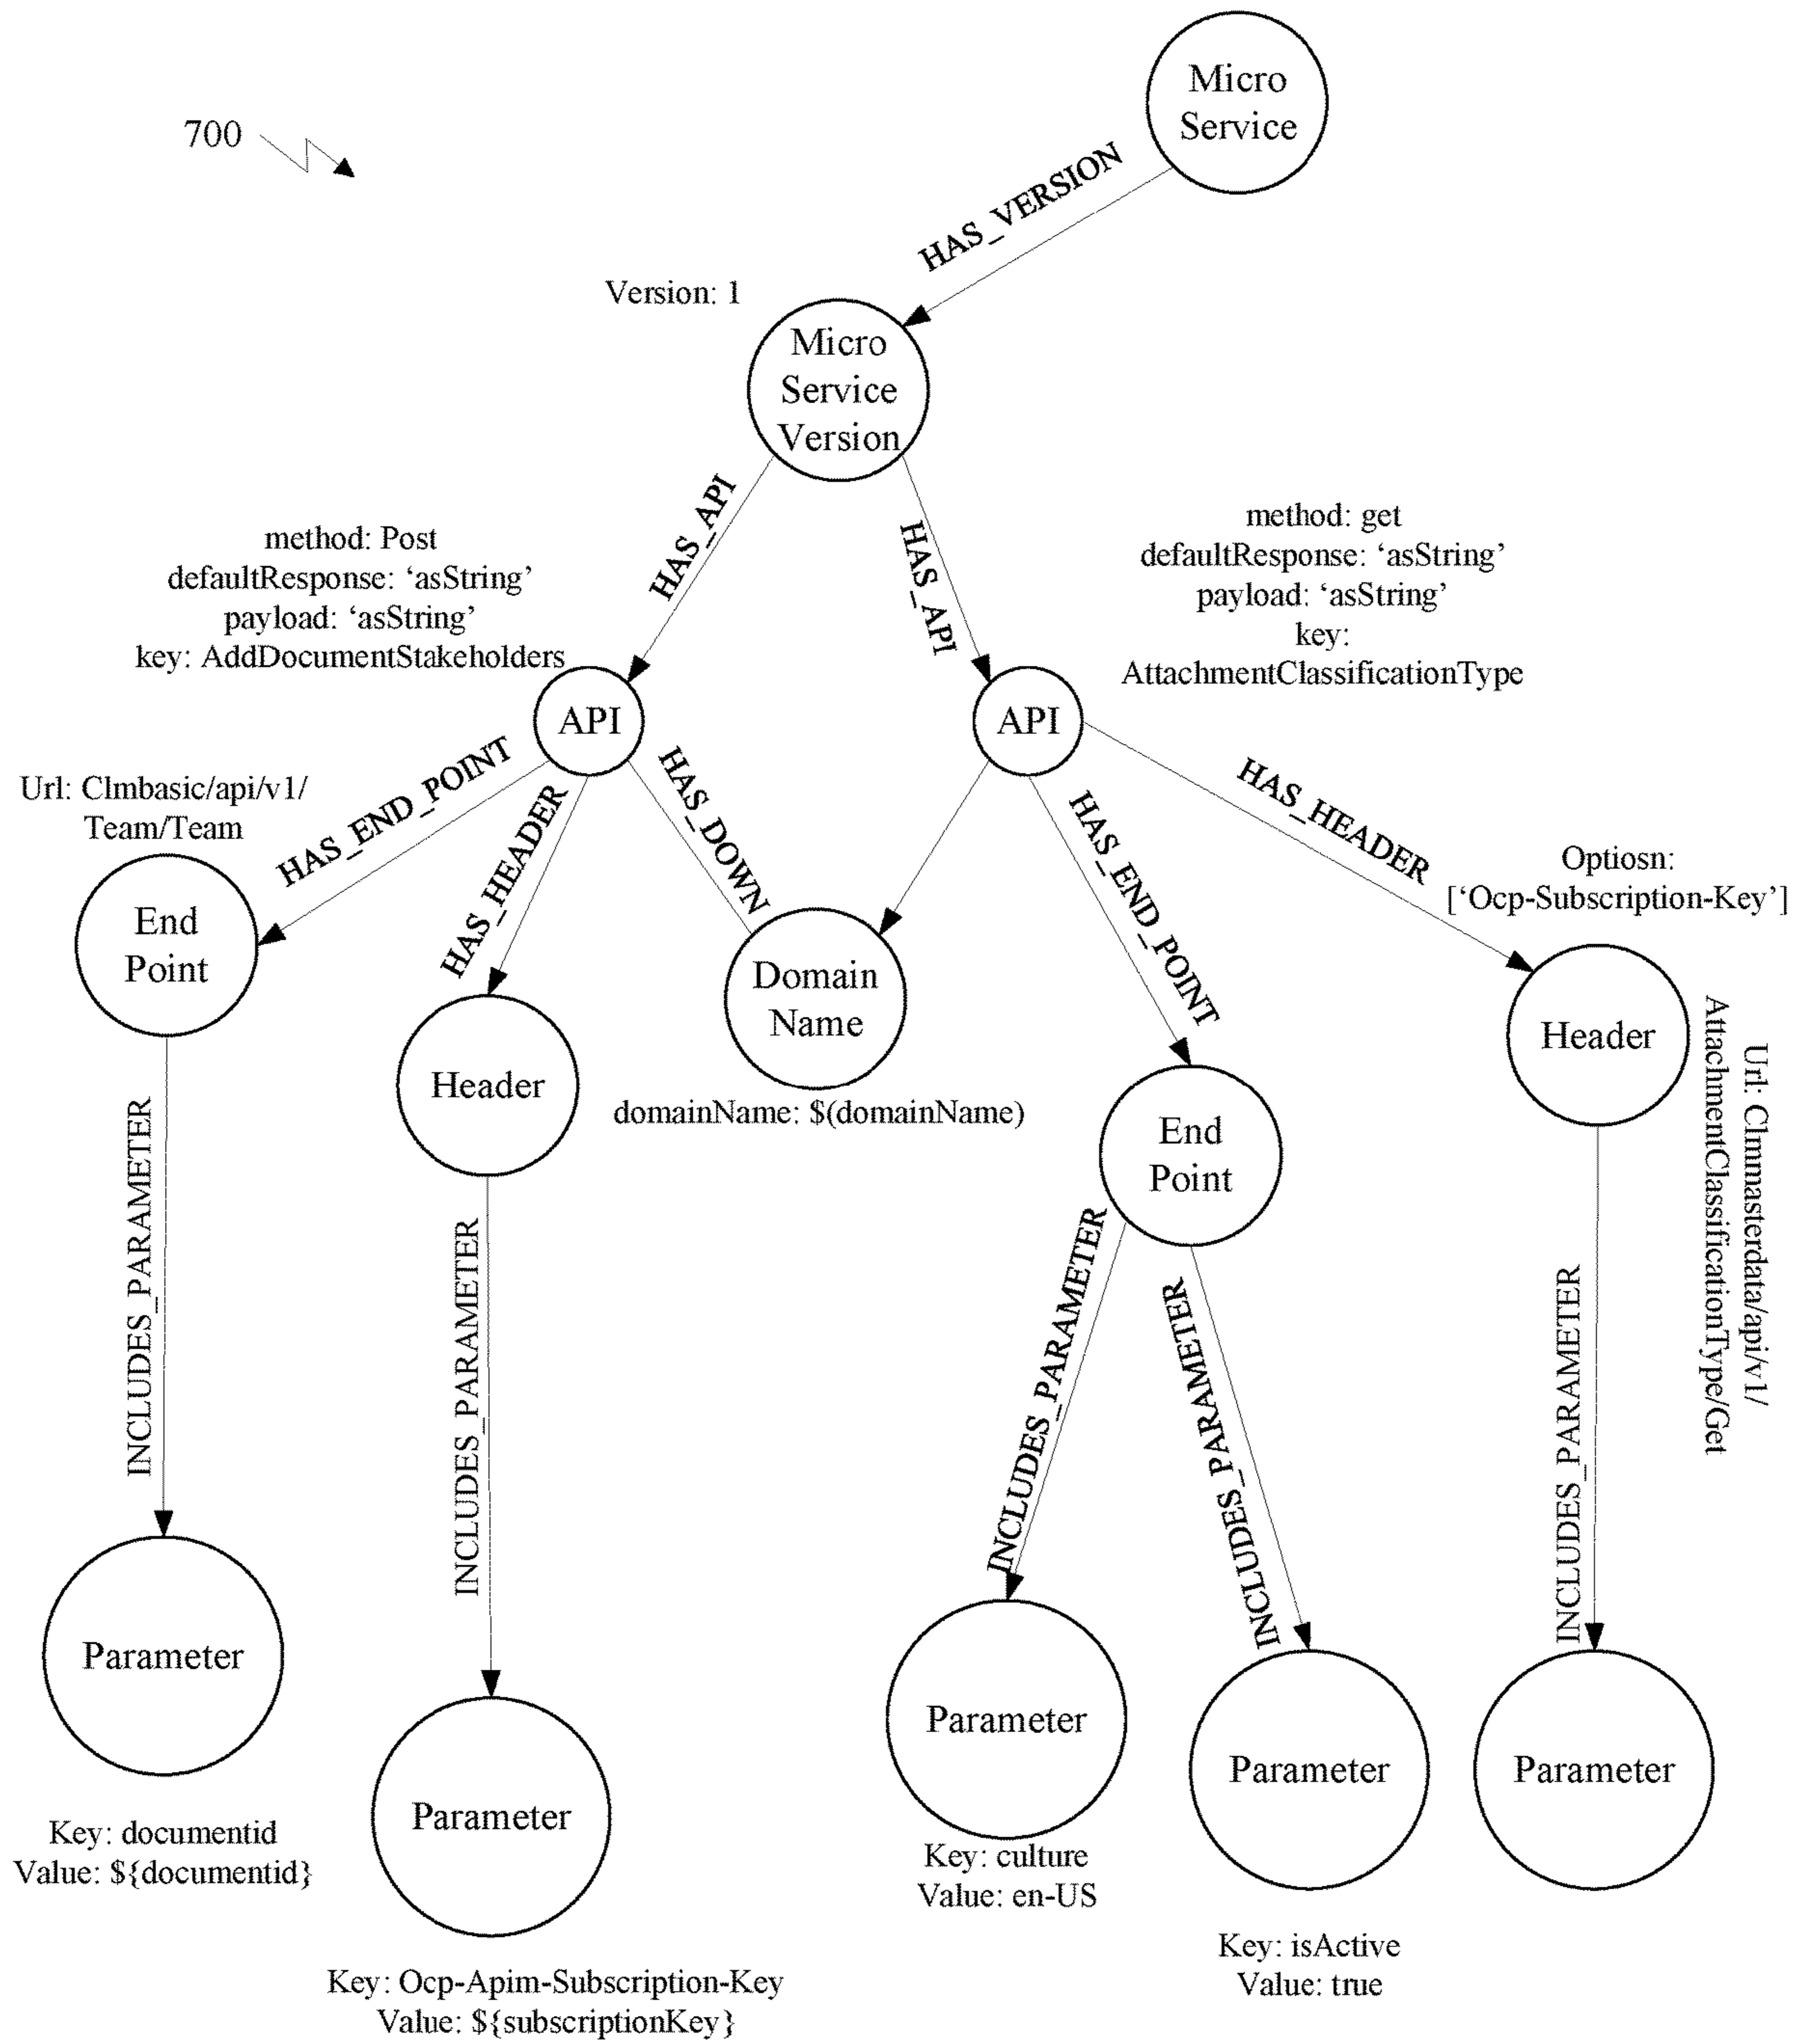 Micro
Service
700
HAS_VERSION
Version: 1
Micro
Service
Version
HAS_API
HAS_API
method: Post
defaultResponse: ‘asString’
payload: ‘asString’
key: AddDocumentStakeholders
method: get
defaultResponse: ‘asString’
payload: ‘asString’
key:
AttachmentClassificationType
API
API
Url: Clmbasic/api/v1/
Team/Team
HAS_END_POINT
HAS_HEADER
HAS_DOWN
HAS_END_POINT
HAS_HEADER
Optiosn:
[‘Ocp-Subscription-Key’]
End
Point
Header
Domain
Name
domainName: $(domainName)
End
Point
Header
Url: Clmmasterdata/api/v1/
AttachmentClassificationType/Get
INCLUDES_PARAMETER
INCLUDES_PARAMETER
INCLUDES_PARAMETER
INCLUDES_PARAMETER
INCLUDES_PARAMETER
Parameter
Parameter
Parameter
Parameter
Parameter
Key: documentid
Value: ${documentid}
Key: Ocp-Apim-Subscription-Key
Value: ${subscriptionKey}
Key: culture
Value: en-US
Key: isActive
Value: true